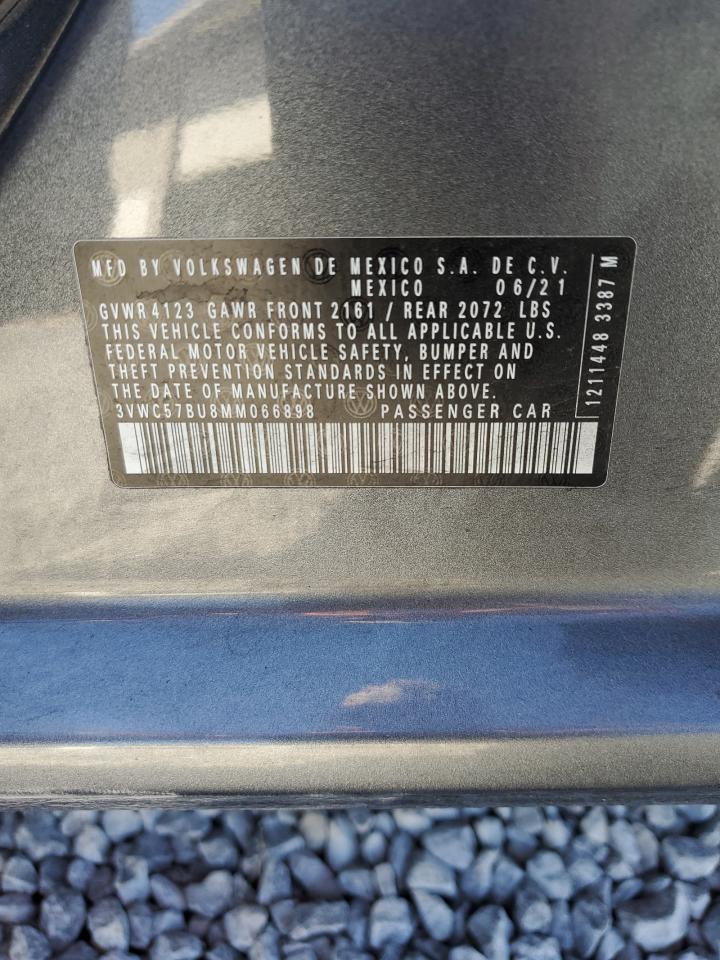 MFD BY VOLKSWAGEN DE MEXICO S.A. DE C.V.
MEXICO 06/21
GVWR 4123 GAWR FRONT 2161 / REAR 2072 LBS
THIS VEHICLE CONFORMS TO ALL APPLICABLE U.S.
FEDERAL MOTOR VEHICLE SAFETY, BUMPER AND
THEFT PREVENTION STANDARDS IN EFFECT ON
THE DATE OF MANUFACTURE SHOWN ABOVE.
3VWC57BU8MM066898 PASSENGER CAR
1211448 3387 M